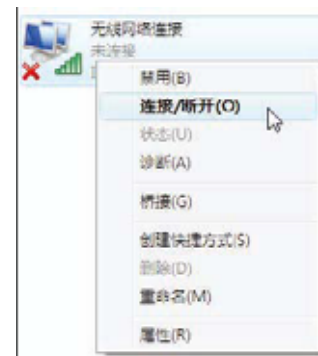 无线网络连接
未连接
禁用(B)
连接/断开(O)
状态(U)
诊断(A)
桥接(G)
创建快捷方式(S)
删除(D)
重命名(M)
属性(R)